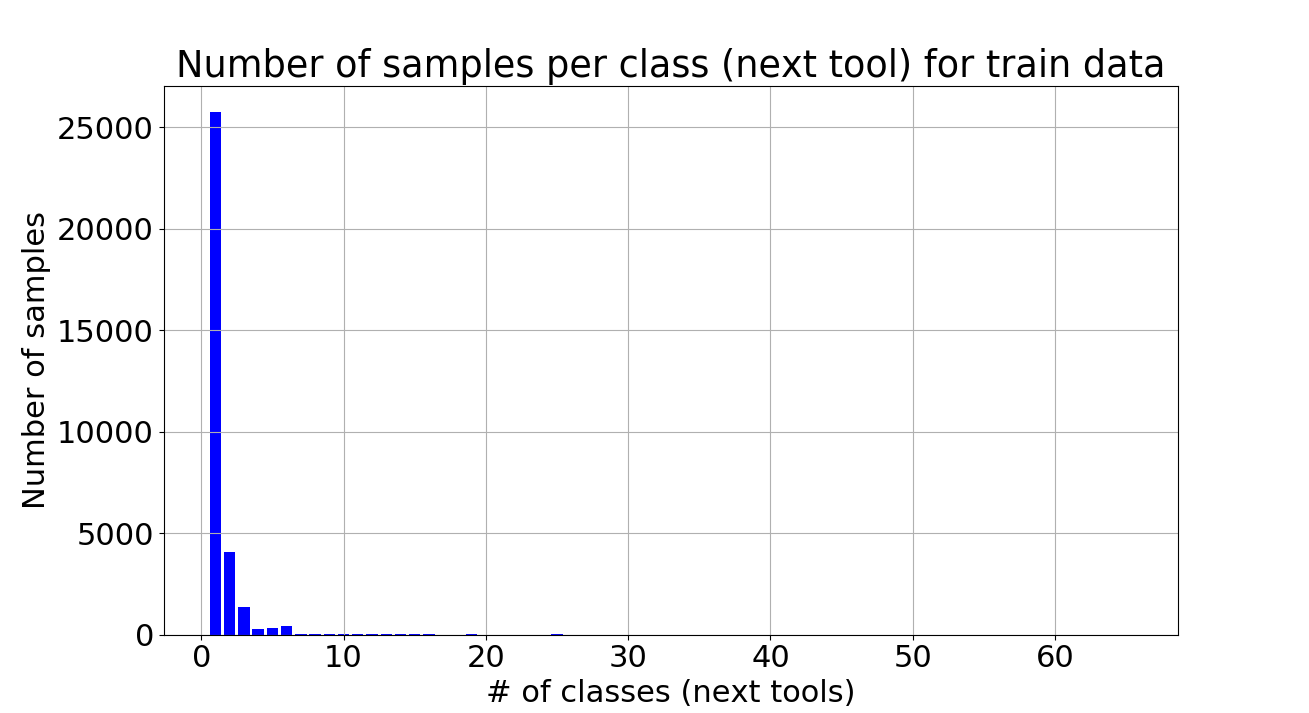 Number of samples per class (next tool) for train data
Number of samples
25000
20000
15000
10000
5000
0
0 10 20 30 40 50 60
# of classes (next tools)